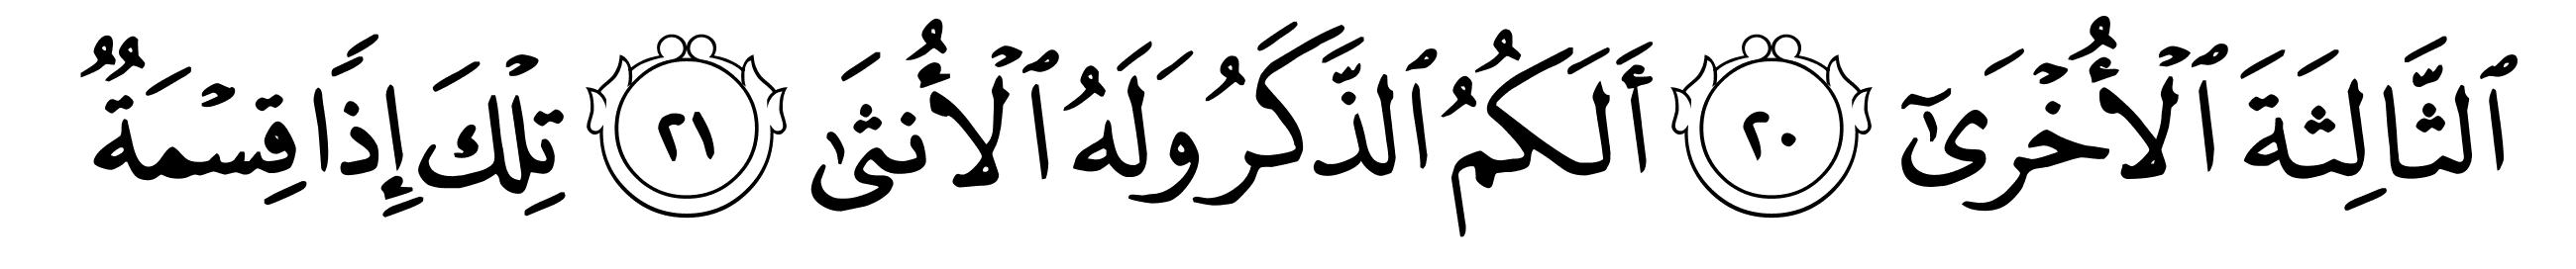 ٱلثَّالِثَةَ ٱلْأُخْرَىٰٓ ٢٠ أَلَكُمُ ٱلذَّكَرُ وَلَهُ ٱلْأُنثَىٰ ٢١ تِلْكَ إِذًا قِسْمَةٌ